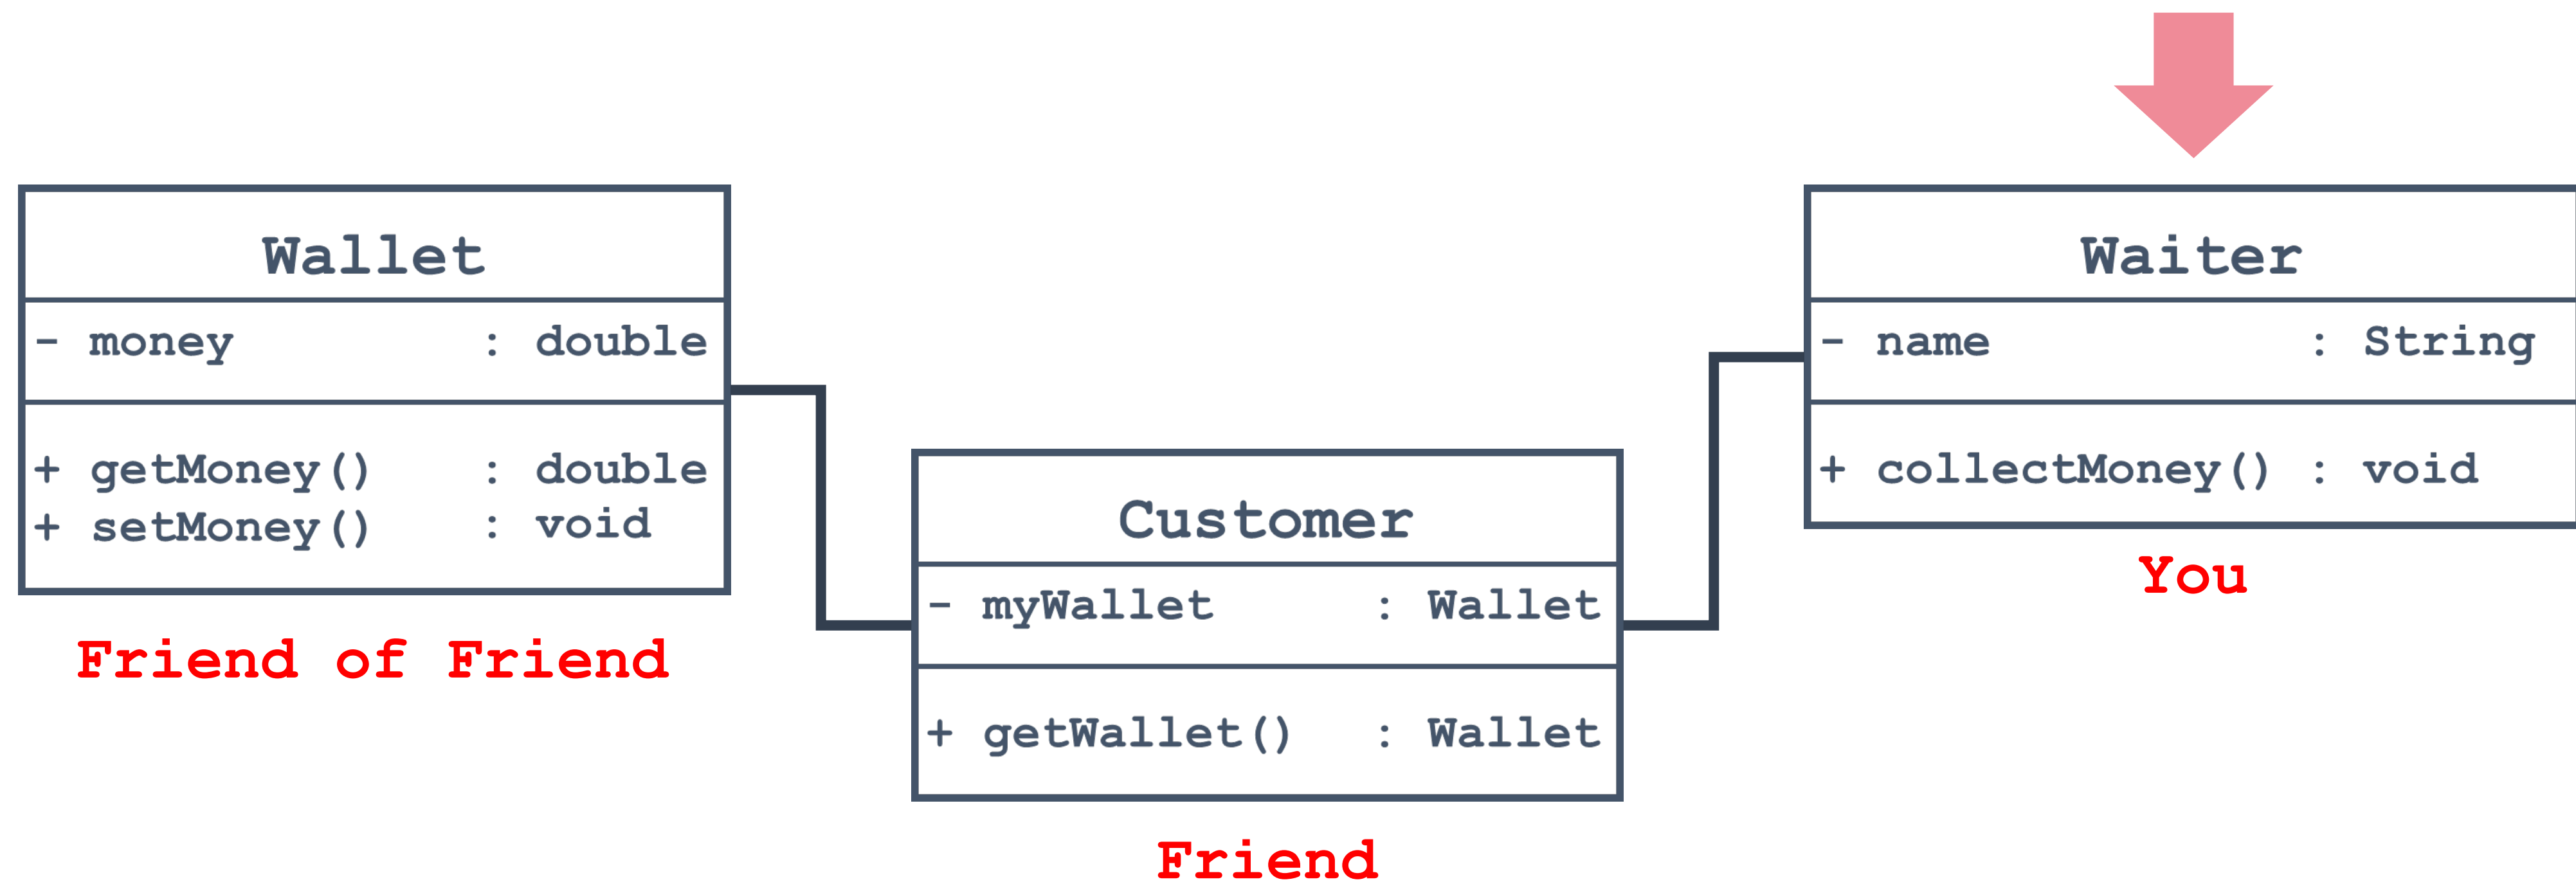 Wallet
- money : double
+ getMoney() : double
+ setMoney() : void
Friend of Friend
Customer
- myWallet : Wallet
+ getWallet() : Wallet
Friend
Waiter
- name : String
+ collectMoney() : void
You